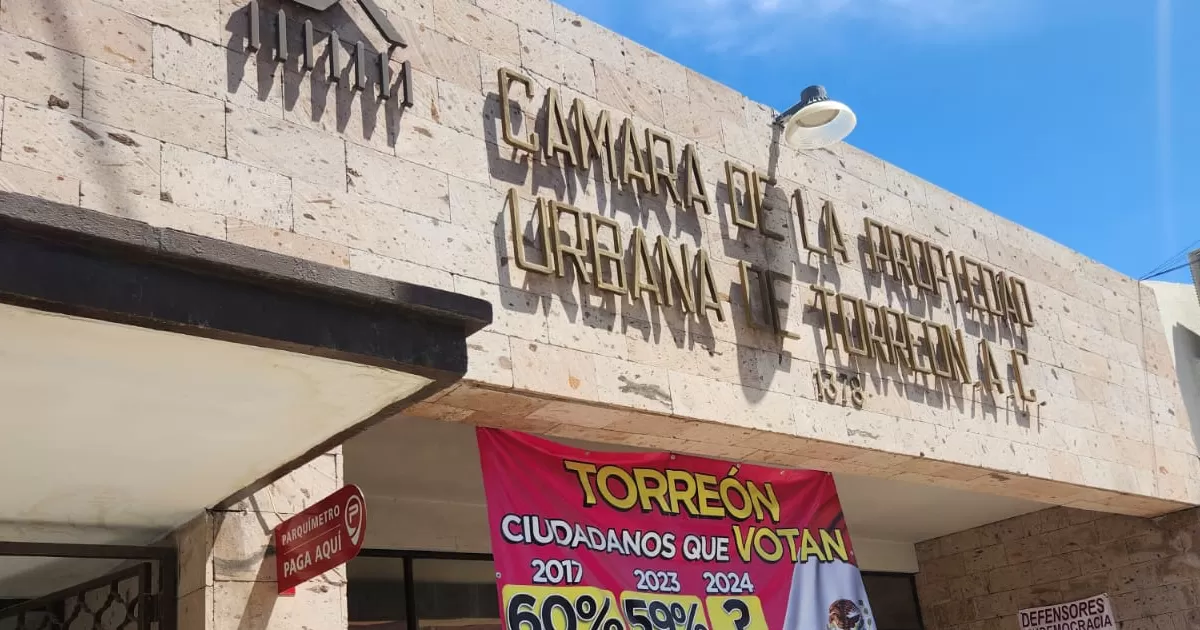 CAMARA DE LA PROPIEDAD
URBANA DE TORREON A.C.
1378
PARQUÍMETRO
PAGA AQUÍ
P
TORREÓN
CIUDADANOS QUE VOTAN
2017 2023 2024
60% 59% ?
DEFENSORES
DEMOCRACIA